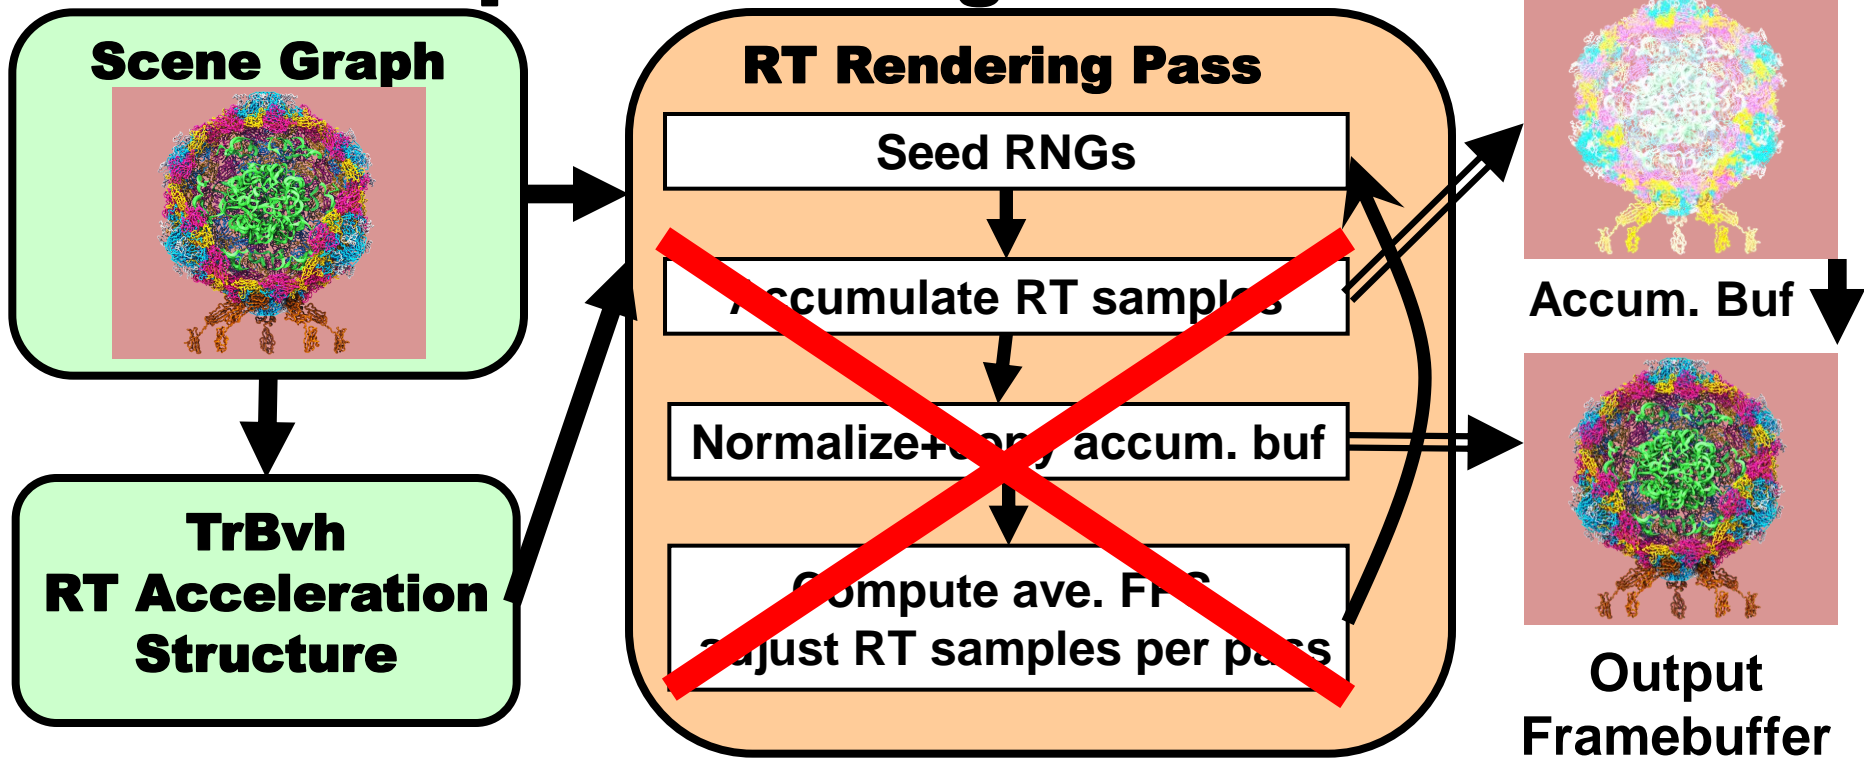 Scene Graph
TrBvh
RT Acceleration
Structure
RT Rendering Pass
Seed RNGs
Accumulate RT samples
Normalize+copy accum. buf
Compute ave. FPS,
adjust RT samples per pass
Accum. Buf
Output
Framebuffer